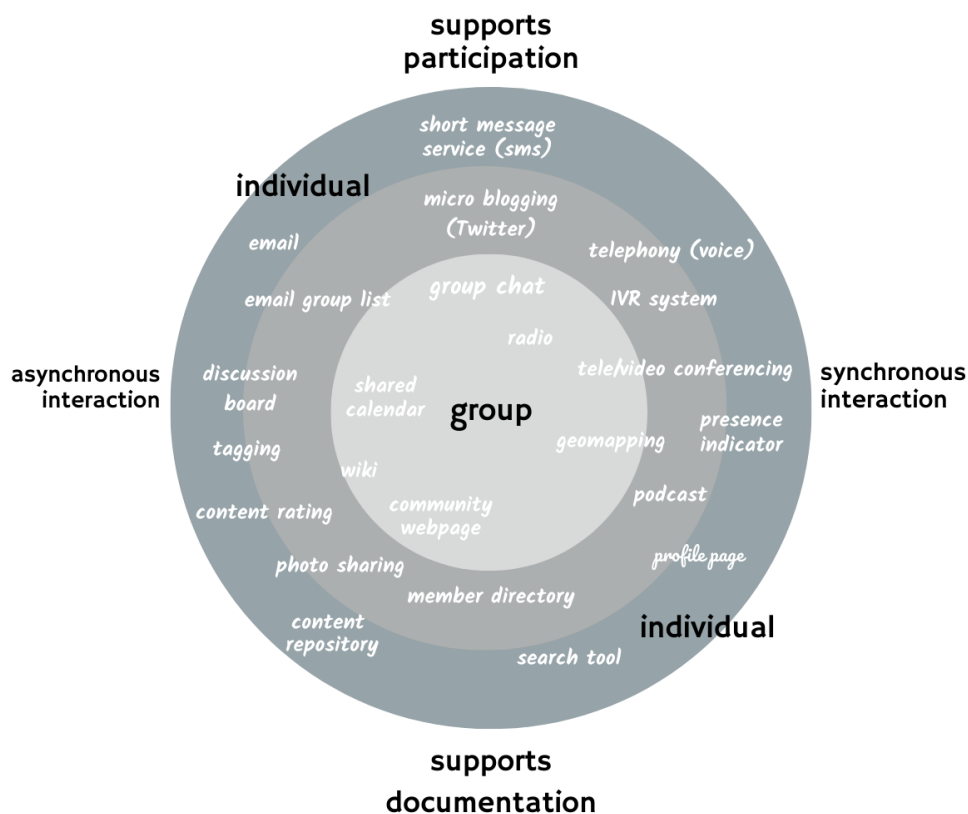 supports
participation
short message
service (sms)
individual
micro blogging
(Twitter)
email
telephony (voice)
group chat
email group list
IVR system
radio
asynchronous
interaction
discussion
board
shared
calendar
tele/video conferencing
synchronous
interaction
group
presence
indicator
geomapping
tagging
wiki
podcast
content rating
community
webpage
photo sharing
profile page
member directory
content
repository
individual
search tool
supports
documentation